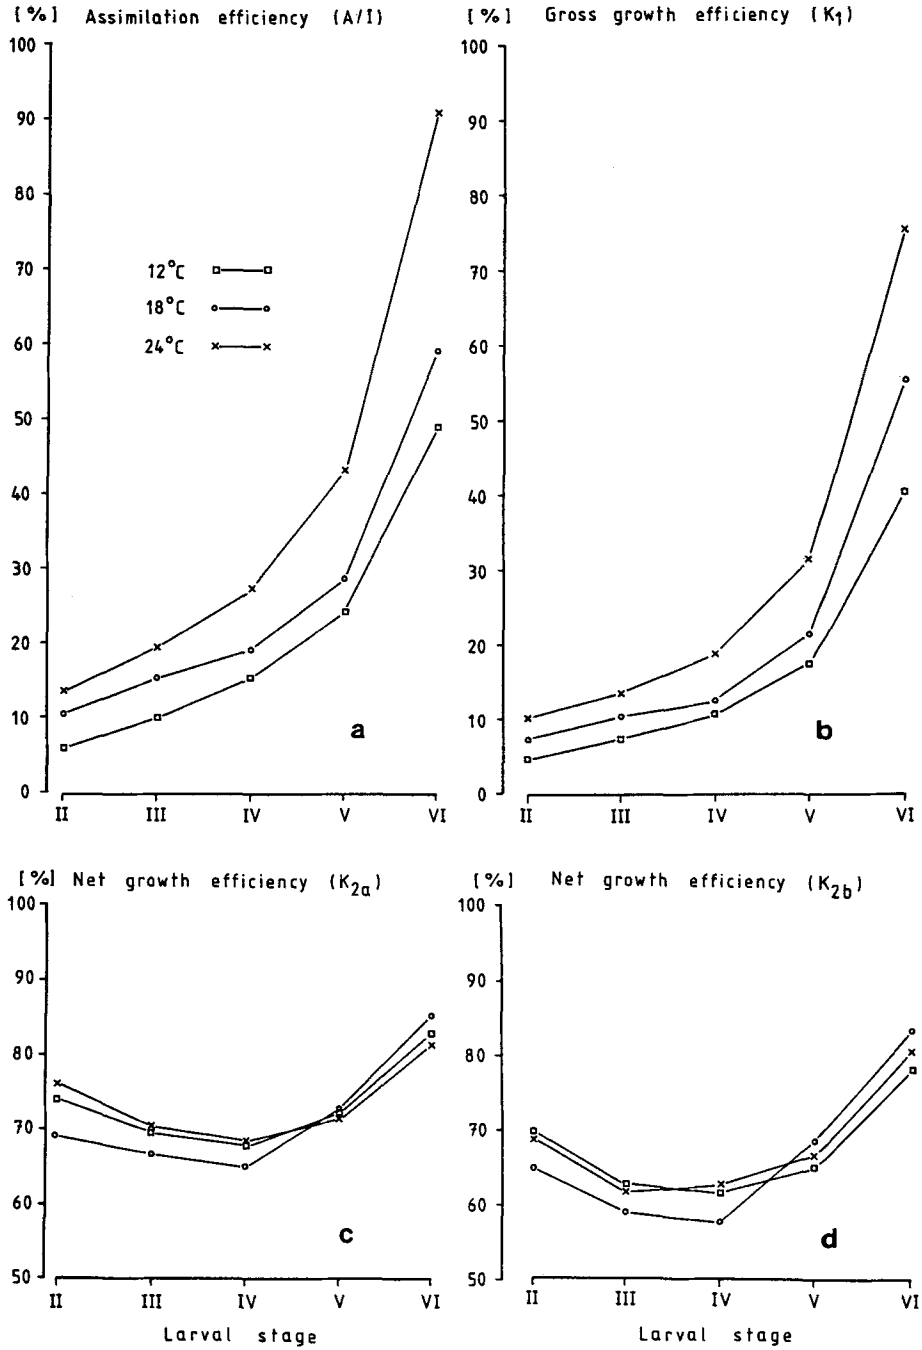 [%] Assimilation efficiency (A/I)
100
90
80
70
60
50
40
30
20
10
0
12°C
18°C
24°C
a
II III IV V VI
[%] Gross growth efficiency (K1)
100
90
80
70
60
50
40
30
20
10
0
b
II III IV V VI
[%] Net growth efficiency (K2a)
100
90
80
70
60
50
c
II III IV V VI
Larval stage
[%] Net growth efficiency (K2b)
100
90
80
70
60
50
d
II III IV V VI
Larval stage